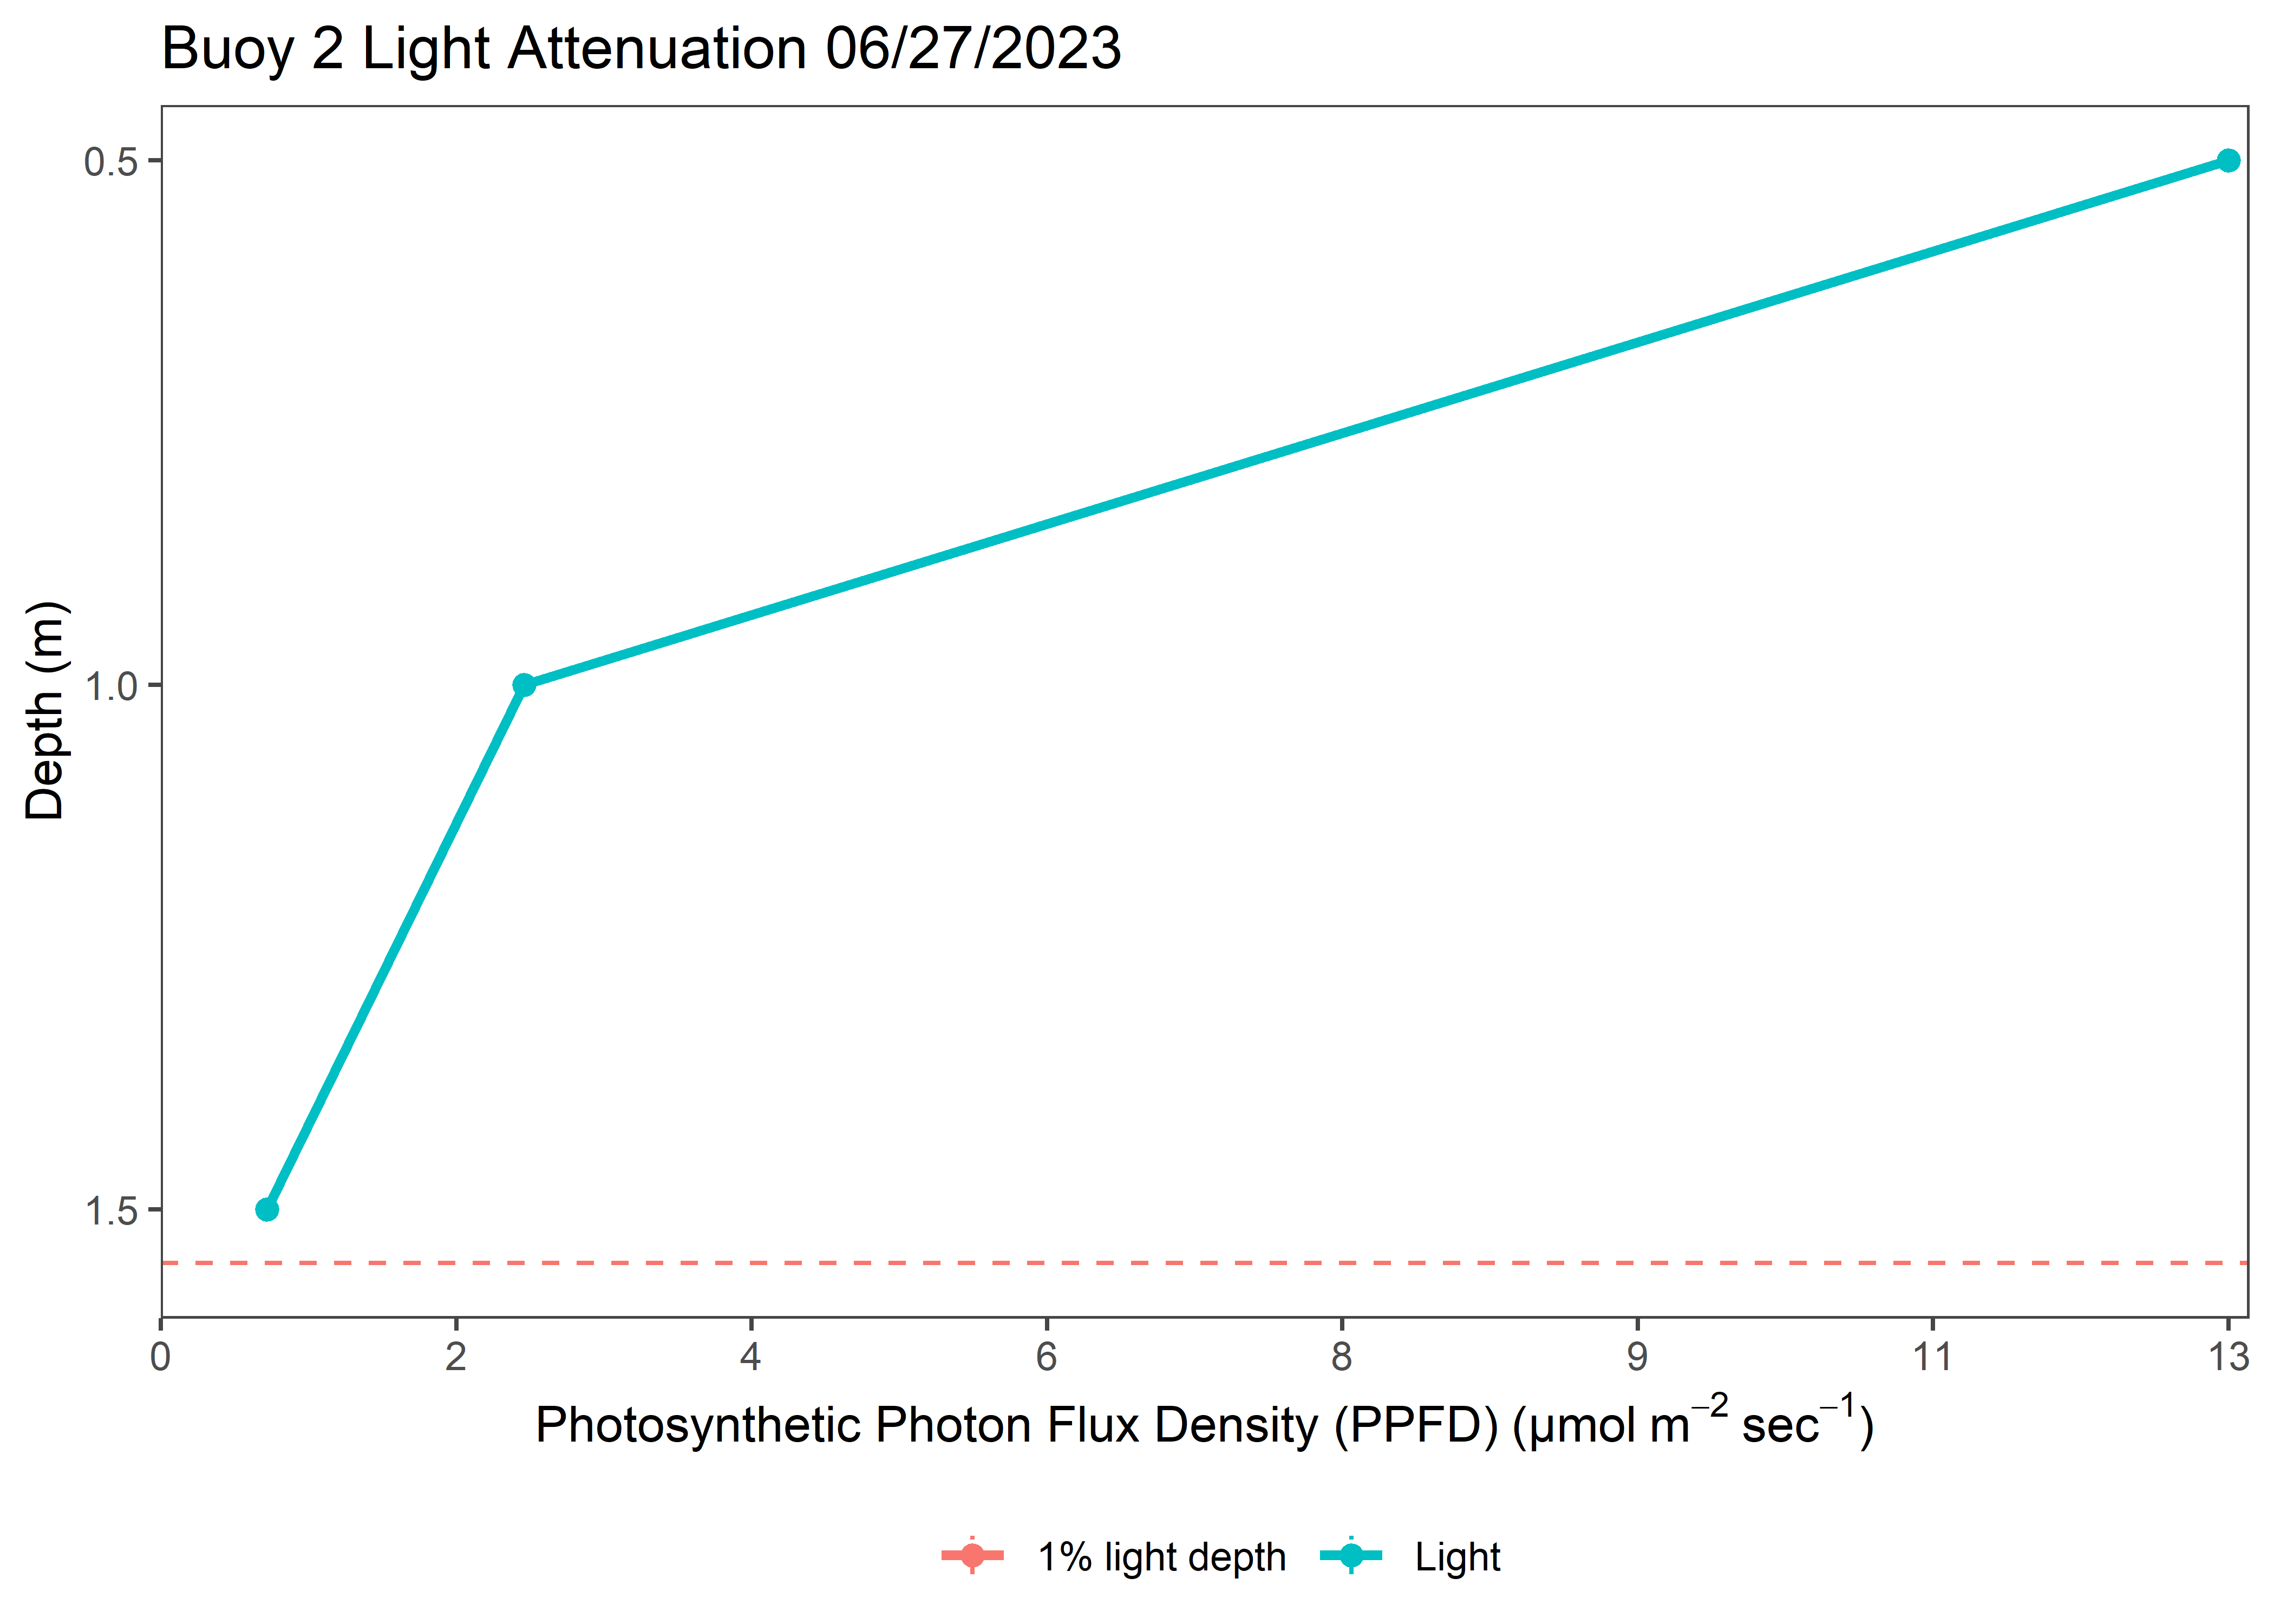 Buoy 2 Light Attenuation 06/27/2023
0.5
1.0
1.5
Depth (m)
0 2 4 6 8 9 11 13
Photosynthetic Photon Flux Density (PPFD) (µmol m⁻² sec⁻¹)
1% light depth Light